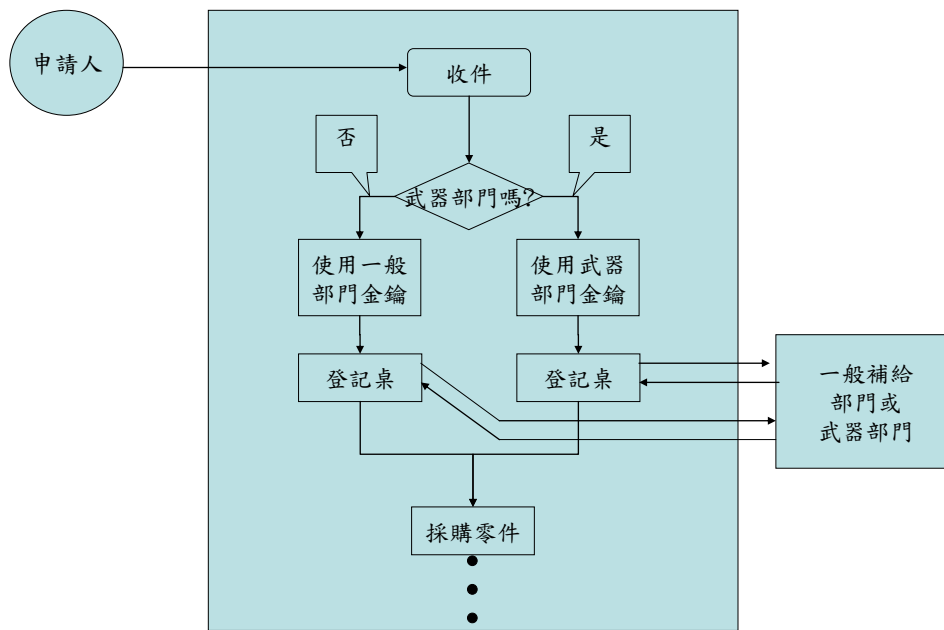 申請人
收件
否
是
武器部門嗎?
使用一般
部門金鑰
使用武器
部門金鑰
登記桌
登記桌
一般補給
部門或
武器部門
採購零件